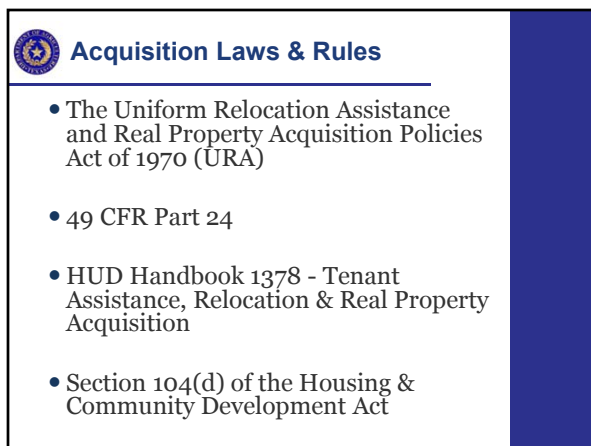 Acquisition Laws & Rules
• The Uniform Relocation Assistance
and Real Property Acquisition Policies
Act of 1970 (URA)
• 49 CFR Part 24
• HUD Handbook 1378 - Tenant
Assistance, Relocation & Real Property
Acquisition
• Section 104(d) of the Housing &
Community Development Act